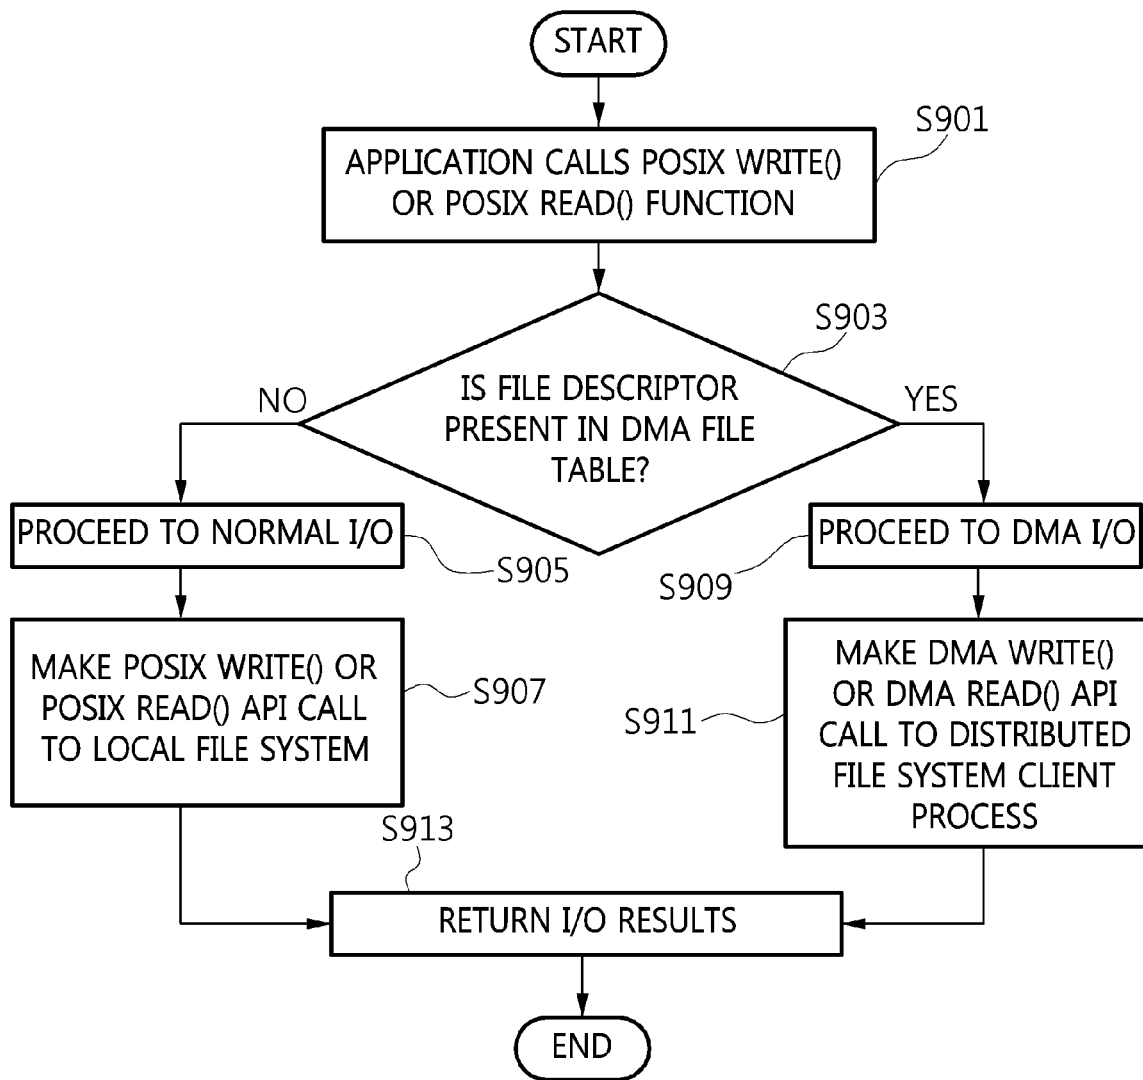 START
S901
APPLICATION CALLS POSIX WRITE()
OR POSIX READ() FUNCTION
S903
IS FILE DESCRIPTOR
PRESENT IN DMA FILE
TABLE?
NO
YES
PROCEED TO NORMAL I/O
S905
PROCEED TO DMA I/O
S909
MAKE POSIX WRITE() OR
POSIX READ() API CALL
TO LOCAL FILE SYSTEM
S907
MAKE DMA WRITE()
OR DMA READ() API
CALL TO DISTRIBUTED
FILE SYSTEM CLIENT
PROCESS
S911
S913
RETURN I/O RESULTS
END